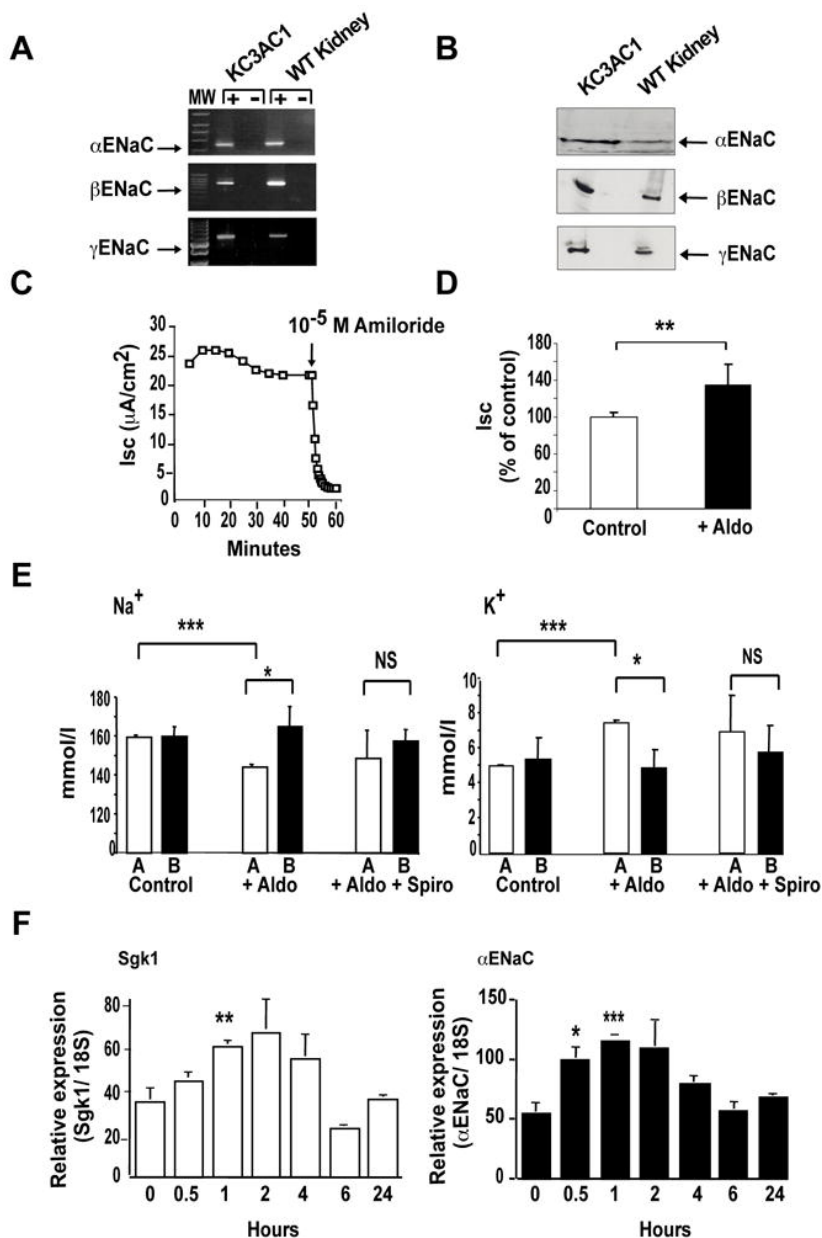 A
KC3AC1 WT Kidney
MW + - + -
αENaC
βENaC
γENaC
B
KC3AC1 WT Kidney
αENaC
βENaC
γENaC
C
10-5 M Amiloride
30
25
20
15
10
5
0
Isc (μA/cm2)
0 10 20 30 40 50 60
Minutes
D
**
180
140
100
60
20
0
Isc
(% of control)
Control + Aldo
E
Na+
*** * NS
180
160
140
120
0
mmol/l
A B A B A B
Control + Aldo + Aldo + Spiro
K+
*** * NS
10
8
6
4
2
0
mmol/l
A B A B A B
Control + Aldo + Aldo + Spiro
F
Sgk1
**
80
60
40
20
0
Relative expression
(Sgk1/ 18S)
0 0.5 1 2 4 6 24
Hours
αENaC
* ***
150
100
50
0
Relative expression
(αENaC/ 18S)
0 0.5 1 2 4 6 24
Hours